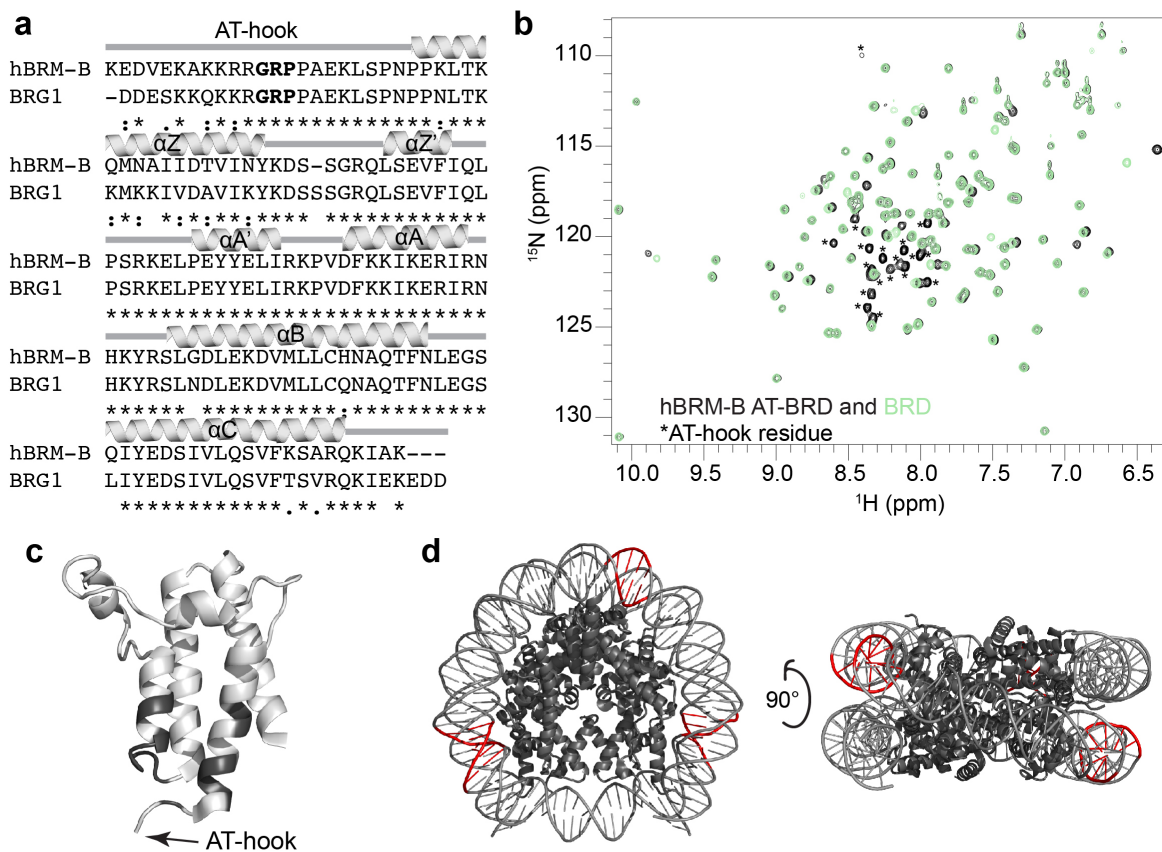 a
AT-hook
hBRM-B KEDVEKAKKRRGRPPAEKLSPNPPKLTK
BRG1 -DDESKKQKKRGRPPAEKLSPNPPNLTK
αZ
αZ'
hBRM-B QMNAIIDTVINYKDS-SGRQLSEVFIQL
BRG1 KMKKIVDAVIKYKDSSSGRQLSEVFIQL
αA'
αA
hBRM-B PSRKELPEYYELIRKPVDFKKIKERIRN
BRG1 PSRKELPEYYELIRKPVDFKKIKERIRN
****************************
αB
hBRM-B HKYRSLGDLEKDVMLLCHNAQTFNLEGS
BRG1 HKYRSLNDLEKDVMLLCQNAQTFNLEGS
****** **********:**********
αC
hBRM-B QIYEDSIVLQSVFKSARQKIAK---
BRG1 LIYEDSIVLQSVFTSVRQKIEKEDD
************.*.**** *
b
110
115
120
125
130
15N (ppm)
hBRM-B AT-BRD and BRD
*AT-hook residue
10.0 9.5 9.0 8.5 8.0 7.5 7.0 6.5
1H (ppm)
c
AT-hook
d
90°